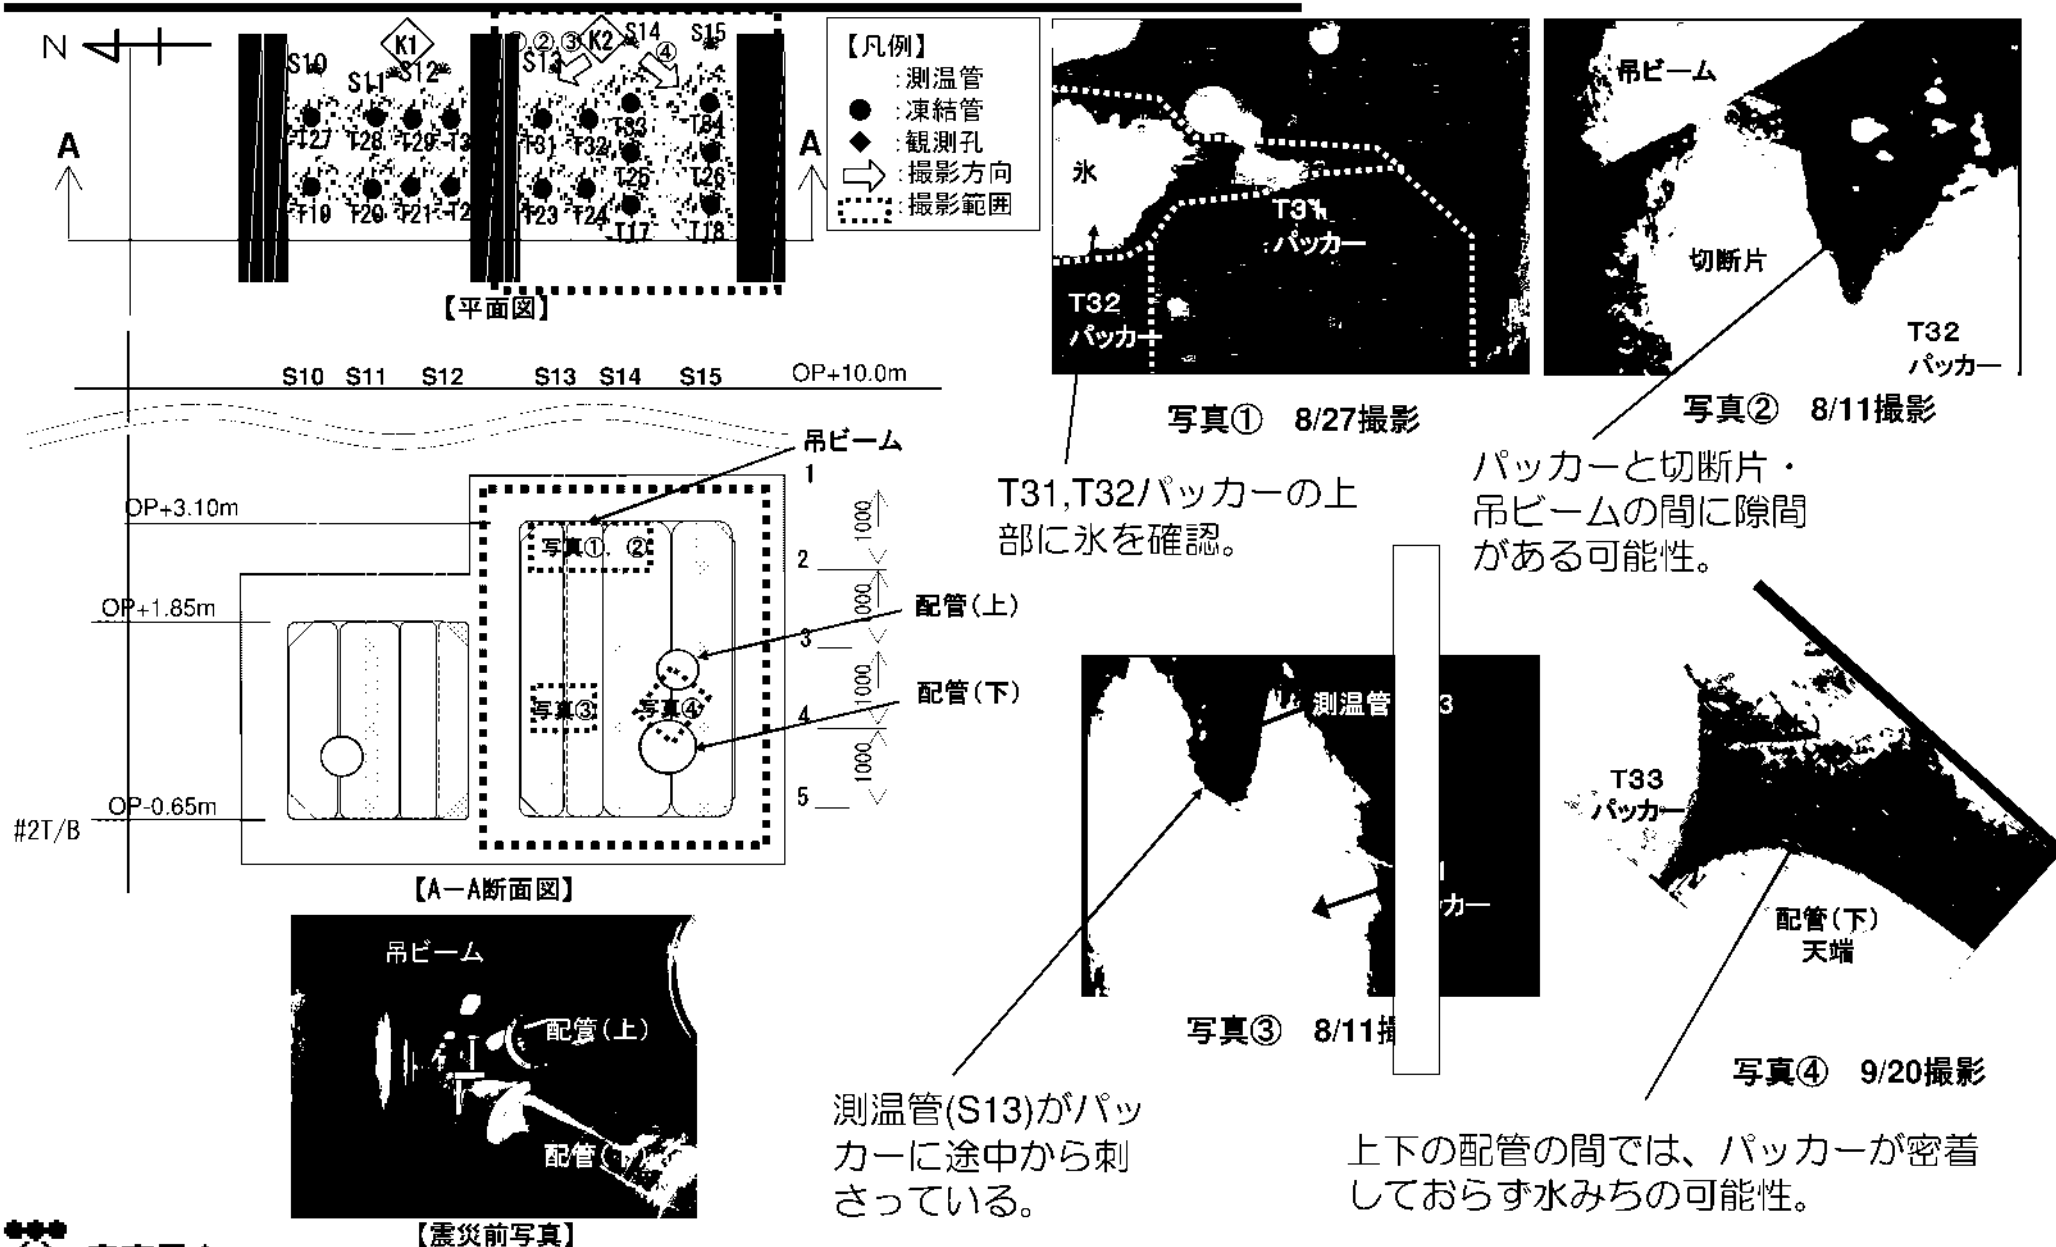 N
K1
①,②,③
K2
S14
④
S15
S10
S11
S12
S13
T27
T28
T29
T31
T32
T33
T34
T25
T26
T19
T20
T21
T23
T24
T17
T18
A
A
【平面図】
【凡例】
:測温管
:凍結管
:観測孔
:撮影方向
:撮影範囲
氷
T31
パッカー
T32
パッカー
写真① 8/27撮影
T31,T32パッカーの上
部に氷を確認。
吊ビーム
切断片
T32
パッカー
写真② 8/11撮影
パッカーと切断片・
吊ビームの間に隙間
がある可能性。
S10 S11 S12 S13 S14 S15 OP+10.0m
吊ビーム
1
OP+3.10m
写真①, ②
1000
2
OP+1.85m
配管(上)
3
1000
写真③
写真④
配管(下)
4
1000
5
OP-0.65m
#2T/B
【A-A断面図】
吊ビーム
配管(上)
配管
【震災前写真】
測温管
3
カー
写真③ 8/11
測温管(S13)がパッ
カーに途中から刺
さっている。
T33
パッカー
配管(下)
天端
写真④ 9/20撮影
上下の配管の間では、パッカーが密着
しておらず水みちの可能性。